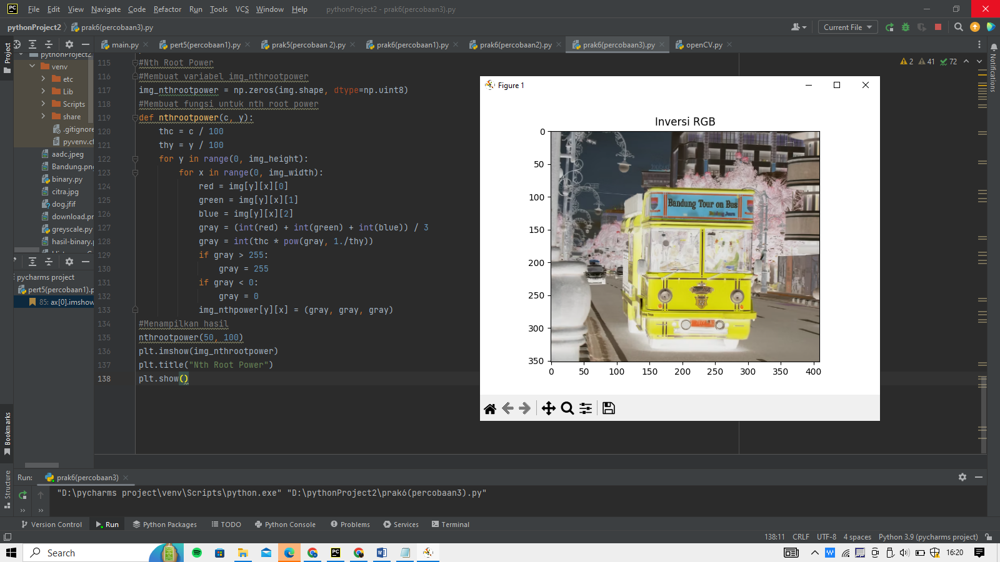 File Edit View Navigate Code Refactor Run Tools VCS Window Help pythonProject2 - prak6(percobaan3).py
pythonProject2 prak6(percobaan3).py Current File
Project
main.py pert5(percobaan1).py prak5(percobaan 2).py prak6(percobaan1).py prak6(percobaan2).py prak6(percobaan3).py openCV.py
pythonProject2
venv
etc
Lib
Scripts
share
.gitignore
pyvenv.cf
aadc.jpeg
Bandung.png
binary.py
citra.jpg
dog.jfif
download.pr
greyscale.py
hasil-binary.
pycharms project
pert5(percobaan1).p
85: ax[0].imshow
2 41 72
Notifications
115 #Nth Root Power
116 #Membuat variabel img_nthrootpower
117 img_nthrootpower = np.zeros(img.shape, dtype=np.uint8)
118 #Membuat fungsi untuk nth root power
119 def nthrootpower(c, y):
120 thc = c / 100
121 thy = y / 100
122 for y in range(0, img_height):
123 for x in range(0, img_width):
124 red = img[y][x][0]
125 green = img[y][x][1]
126 blue = img[y][x][2]
127 gray = (int(red) + int(green) + int(blue)) / 3
128 gray = int(thc * pow(gray, 1./thy))
129 if gray > 255:
130 gray = 255
131 if gray < 0:
132 gray = 0
133 img_nthpower[y][x] = (gray, gray, gray)
134 #Menampilkan hasil
135 nthrootpower(50, 100)
136 plt.imshow(img_nthrootpower)
137 plt.title("Nth Root Power")
138 plt.show()
Figure 1
Inversi RGB
0
50
100
150
200
250
300
350
0 50 100 150 200 250 300 350 400
Bandung Tour on Bus
Bookmarks
Structure
Run: prak6(percobaan3)
"D:\pycharms project\venv\Scripts\python.exe" "D:\pythonProject2\prak6(percobaan3).py"
Version Control Run Python Packages TODO Python Console Problems Services Terminal
138:11 CRLF UTF-8 4 spaces Python 3.9 (pycharms project)
Search 16:20